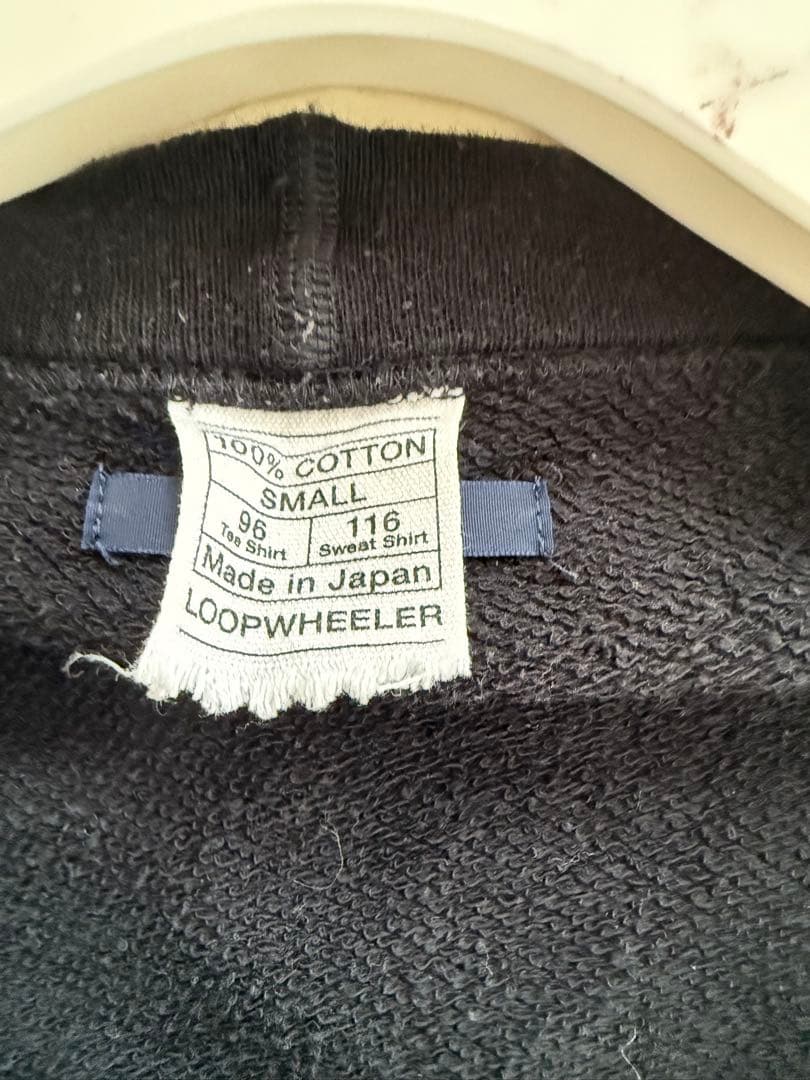 100% COTTON
SMALL
96 116
Tee Shirt Sweat Shirt
Made in Japan
LOOPWHEELER